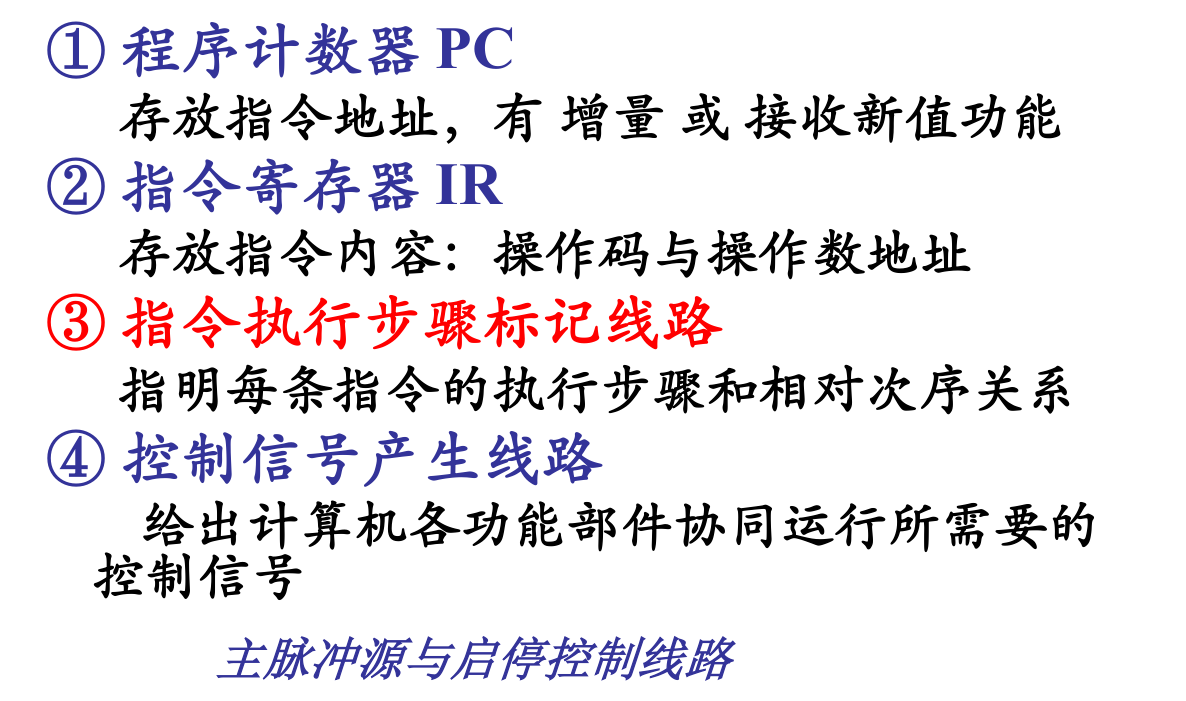 ① 程序计数器 PC
存放指令地址，有 增量 或 接收新值功能
② 指令寄存器 IR
存放指令内容：操作码与操作数地址
③ 指令执行步骤标记线路
指明每条指令的执行步骤和相对次序关系
④ 控制信号产生线路
给出计算机各功能部件协同运行所需要的
控制信号
主脉冲源与启停控制线路